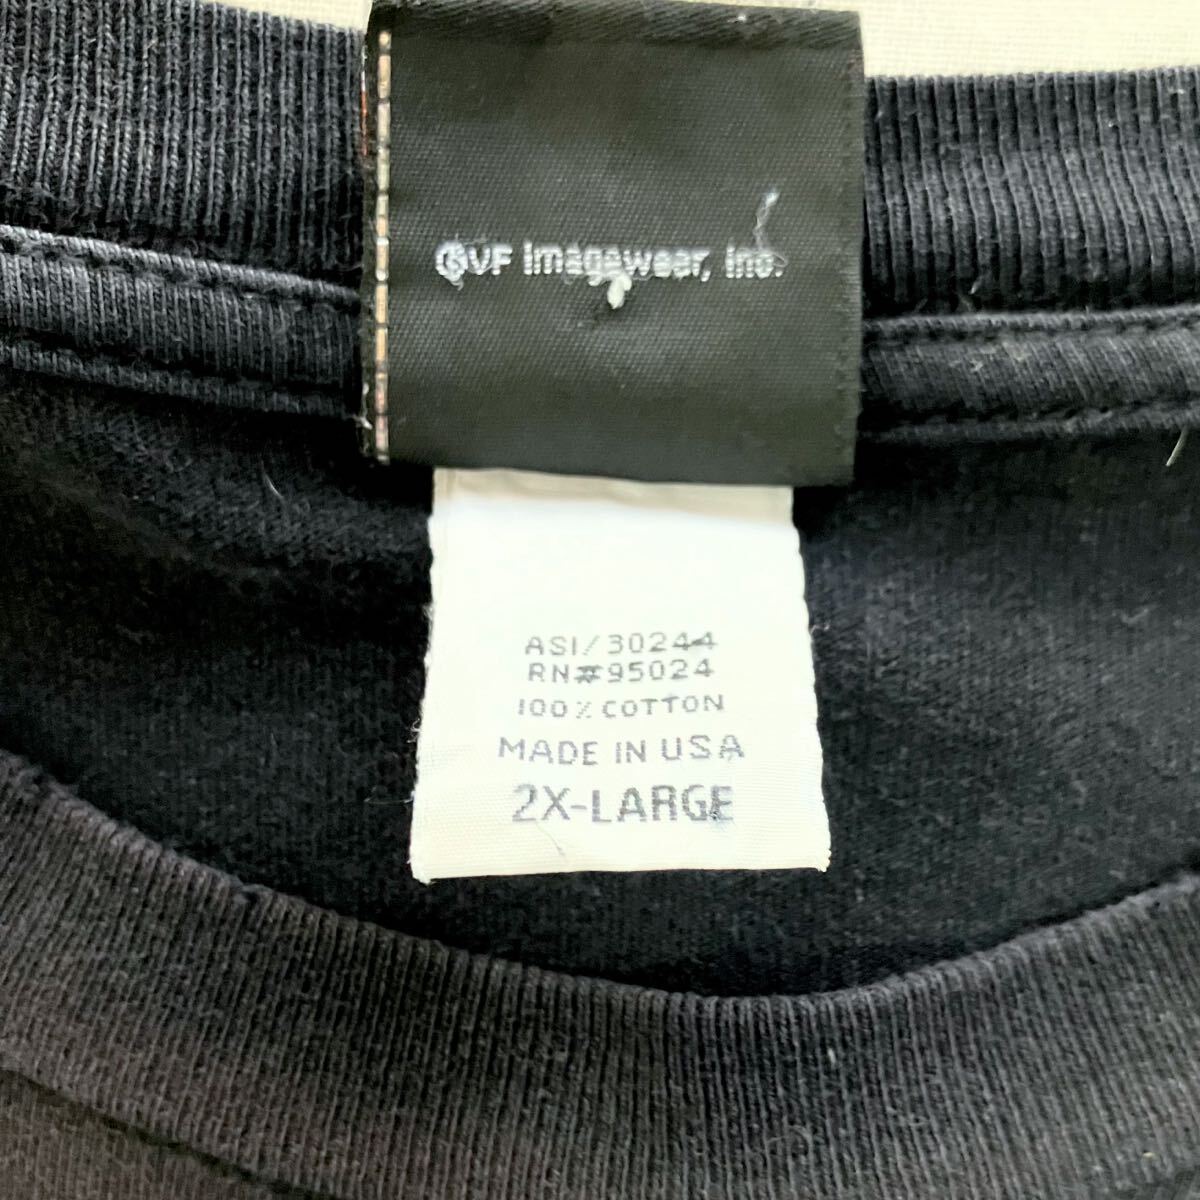 ©VF Imagewear, Inc.
ASI/30244
RN#95024
100% COTTON
MADE IN USA
2X-LARGE